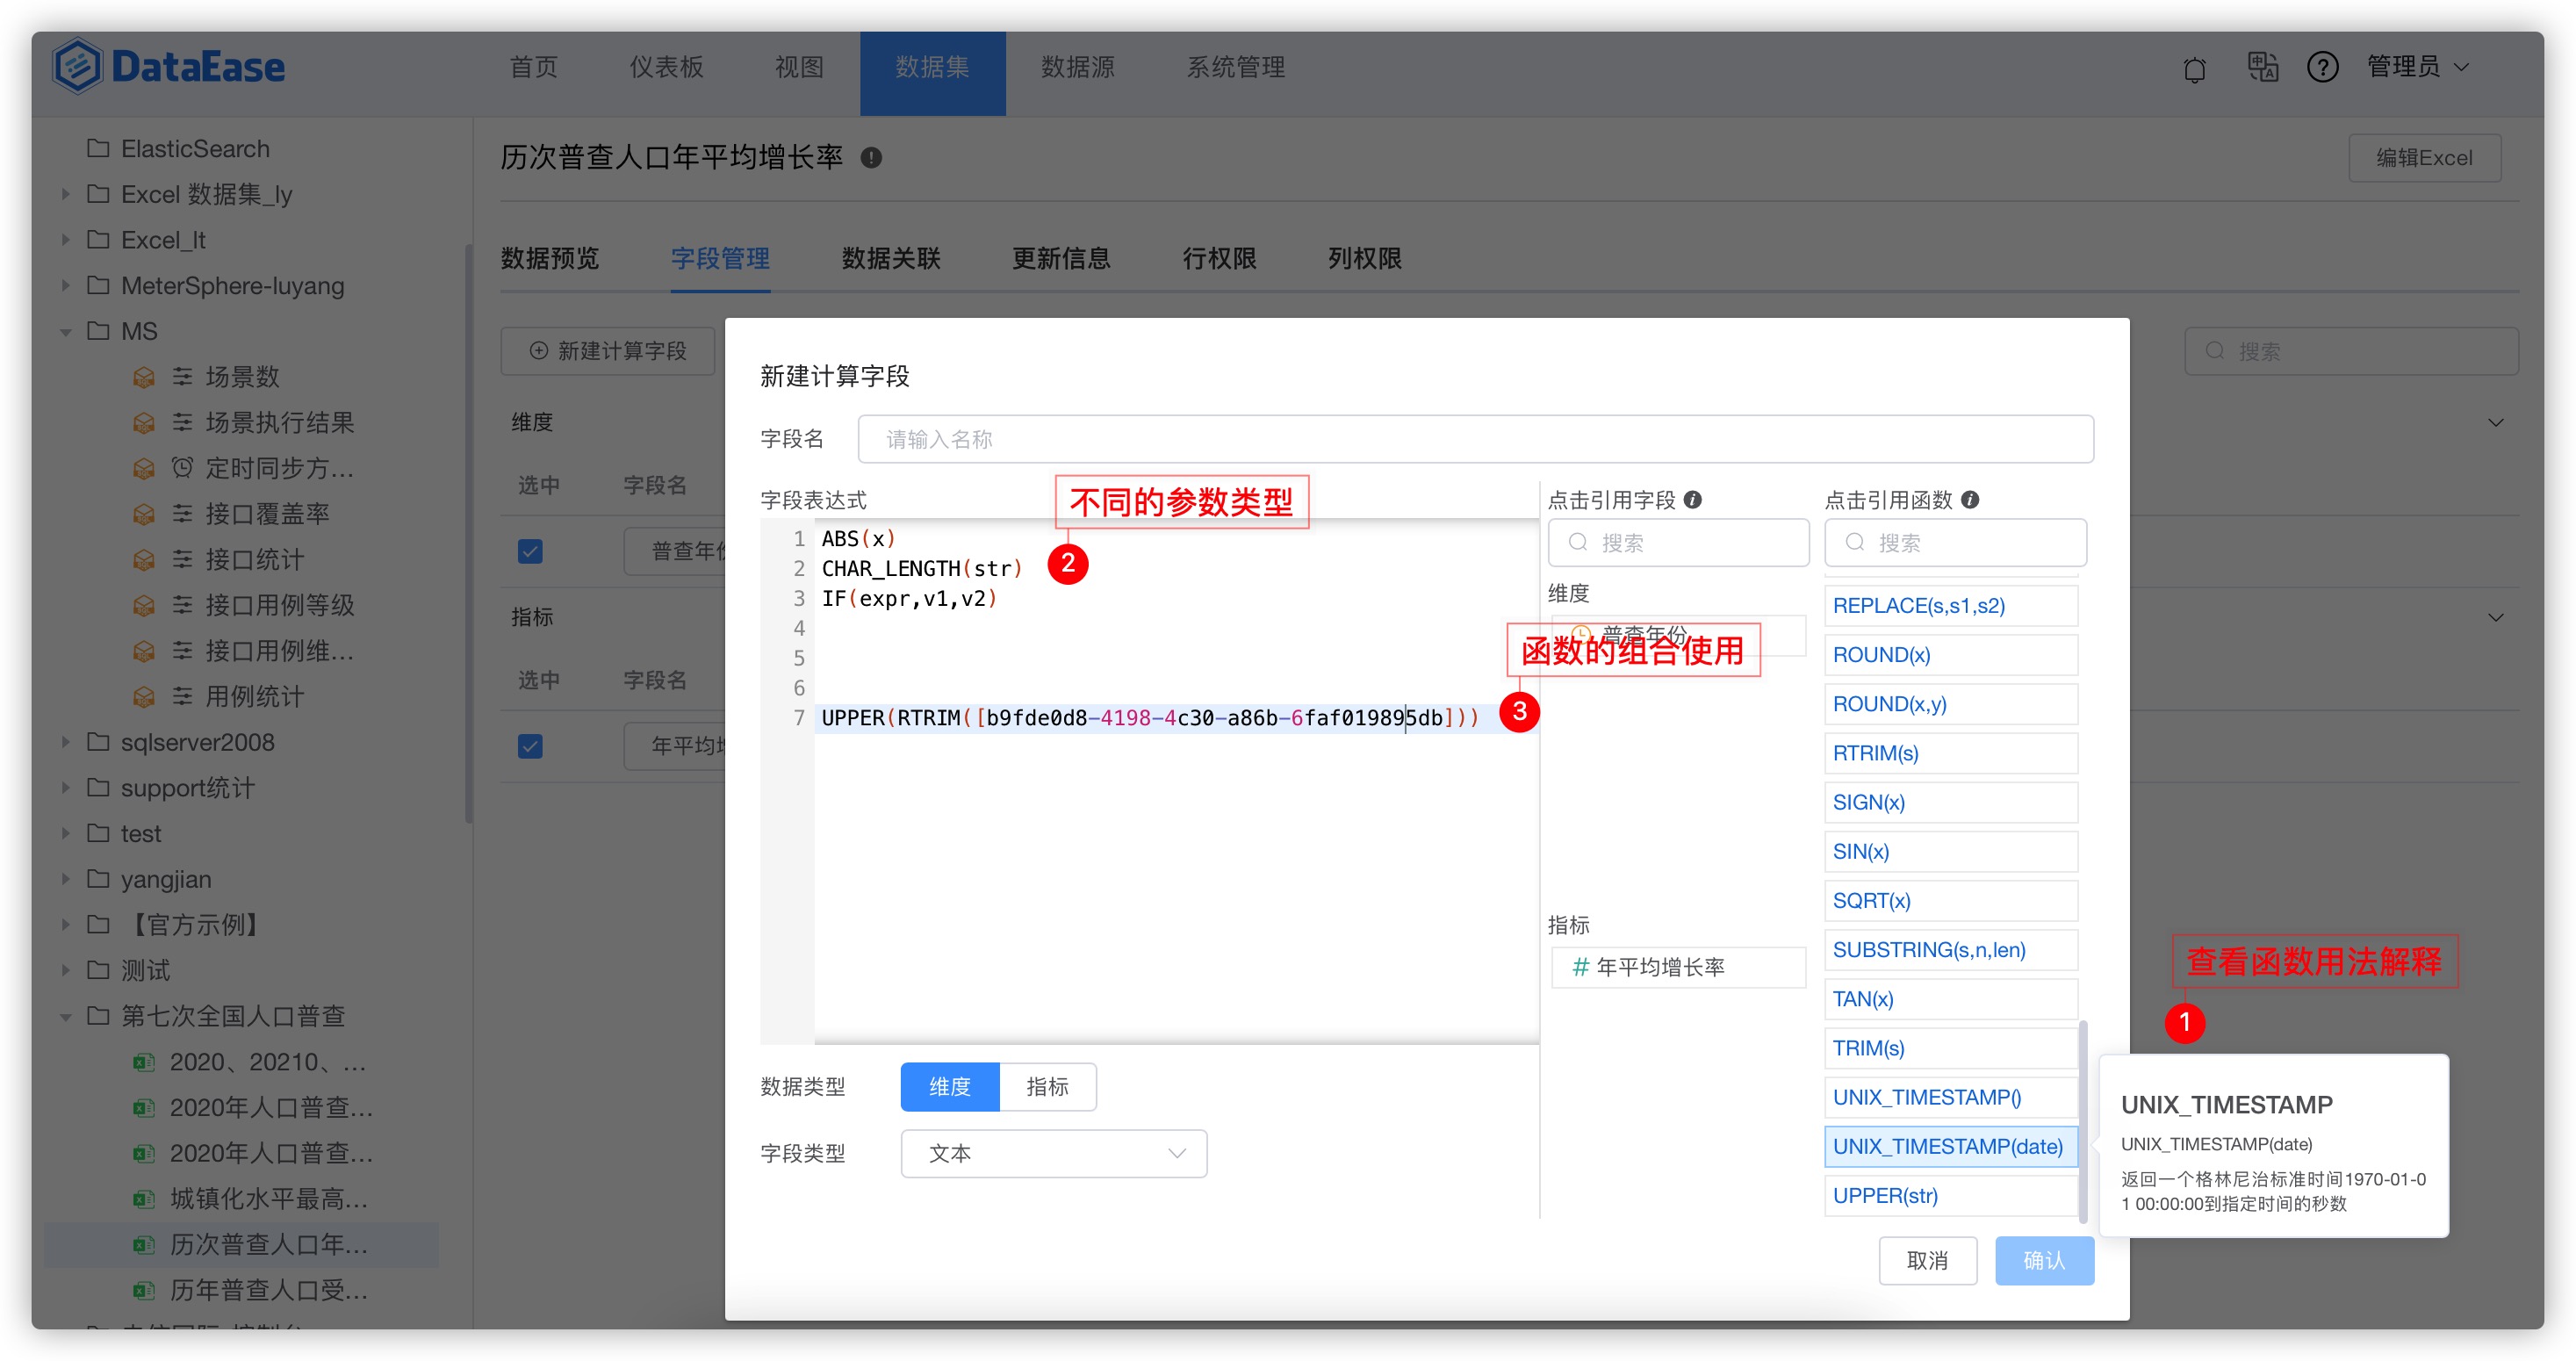 DataEase
首页 仪表板 视图 数据集 数据源 系统管理
管理员
ElasticSearch
Excel 数据集_ly
Excel_lt
MeterSphere-luyang
MS
场景数
场景执行结果
定时同步方...
接口覆盖率
接口统计
接口用例等级
接口用例维...
用例统计
sqlserver2008
support统计
test
yangjian
【官方示例】
测试
第七次全国人口普查
2020、20210、...
2020年人口普查...
2020年人口普查...
城镇化水平最高...
历次普查人口年...
历年普查人口受...
历次普查人口年平均增长率
编辑Excel
数据预览 字段管理 数据关联 更新信息 行权限 列权限
新建计算字段
搜索
维度
选中 字段名
普查年份
指标
选中 字段名
年平均增
新建计算字段
字段名 请输入名称
字段表达式
不同的参数类型
2
1 ABS(x)
2 CHAR_LENGTH(str)
3 IF(expr,v1,v2)
4
5
6
7 UPPER(RTRIM([b9fde0d8-4198-4c30-a86b-6faf019895db]))
函数的组合使用
3
点击引用字段
搜索
维度
普查年份
指标
# 年平均增长率
点击引用函数
搜索
REPLACE(s,s1,s2)
ROUND(x)
ROUND(x,y)
RTRIM(s)
SIGN(x)
SIN(x)
SQRT(x)
SUBSTRING(s,n,len)
TAN(x)
TRIM(s)
UNIX_TIMESTAMP()
UNIX_TIMESTAMP(date)
UPPER(str)
查看函数用法解释
1
UNIX_TIMESTAMP
UNIX_TIMESTAMP(date)
返回一个格林尼治标准时间1970-01-0
1 00:00:00到指定时间的秒数
数据类型 维度 指标
字段类型 文本
取消 确认